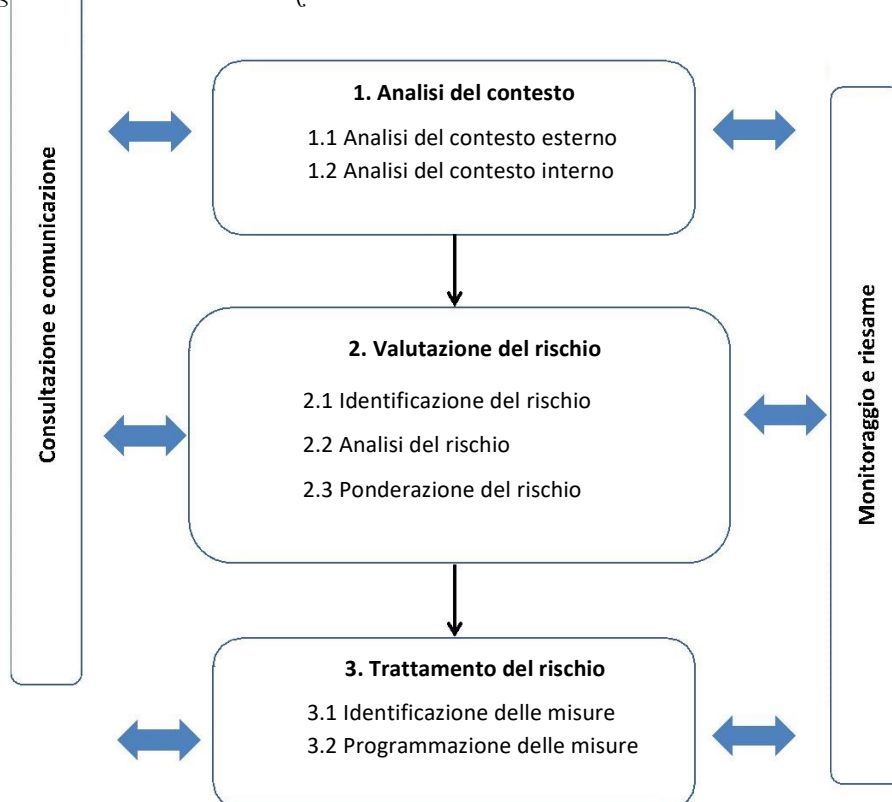 Consultazione e comunicazione
1. Analisi del contesto
1.1 Analisi del contesto esterno
1.2 Analisi del contesto interno
2. Valutazione del rischio
2.1 Identificazione del rischio
2.2 Analisi del rischio
2.3 Ponderazione del rischio
3. Trattamento del rischio
3.1 Identificazione delle misure
3.2 Programmazione delle misure
Monitoraggio e riesame